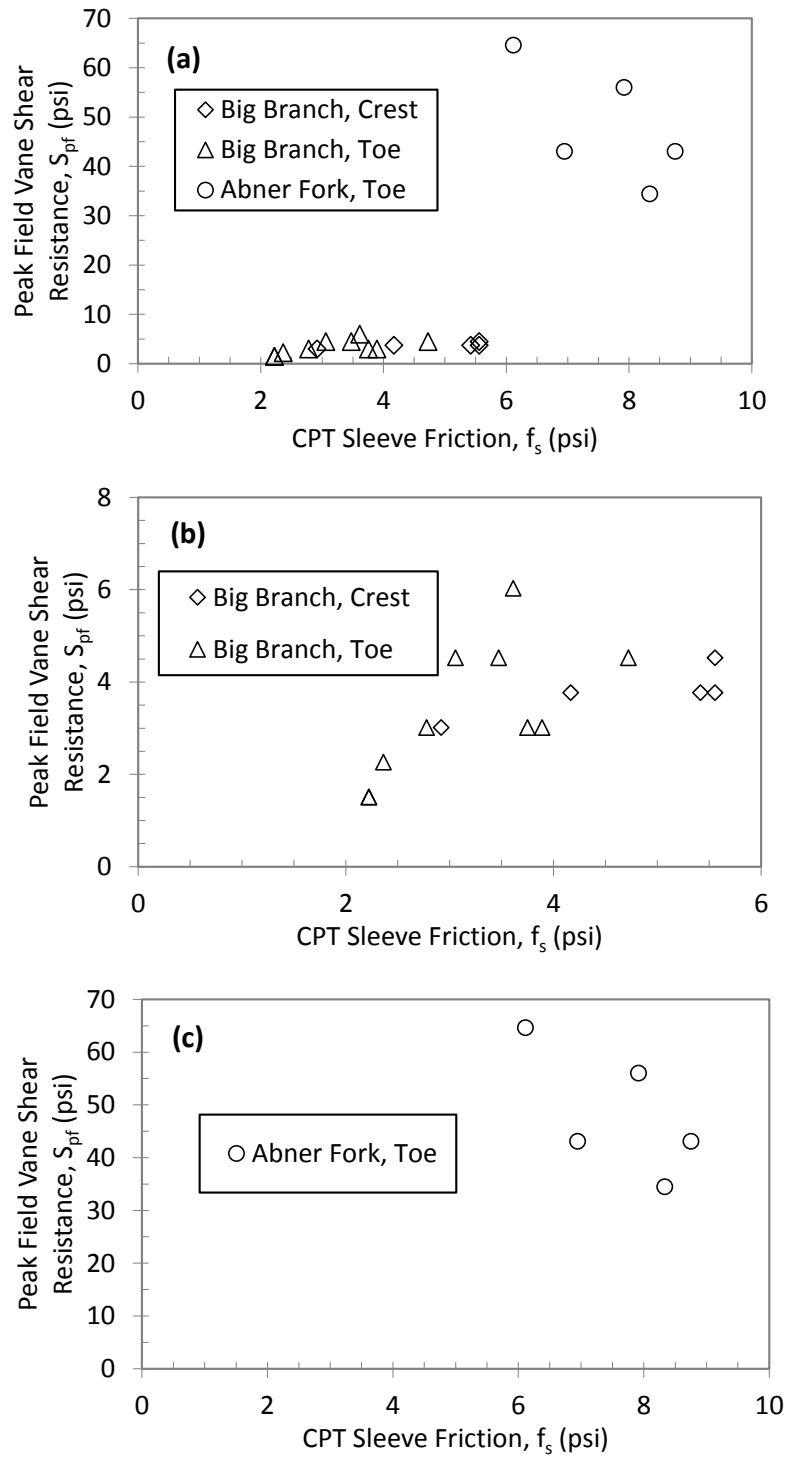 70
60
50
40
30
20
10
0
Peak Field Vane Shear
Resistance, Spf (psi)
(a)
Big Branch, Crest
Big Branch, Toe
Abner Fork, Toe
0 2 4 6 8 10
CPT Sleeve Friction, fs (psi)
8
6
4
2
0
Peak Field Vane Shear
Resistance, Spf (psi)
(b)
Big Branch, Crest
Big Branch, Toe
0 2 4 6
CPT Sleeve Friction, fs (psi)
70
60
50
40
30
20
10
0
Peak Field Vane Shear
Resistance, Spf (psi)
(c)
Abner Fork, Toe
0 2 4 6 8 10
CPT Sleeve Friction, fs (psi)